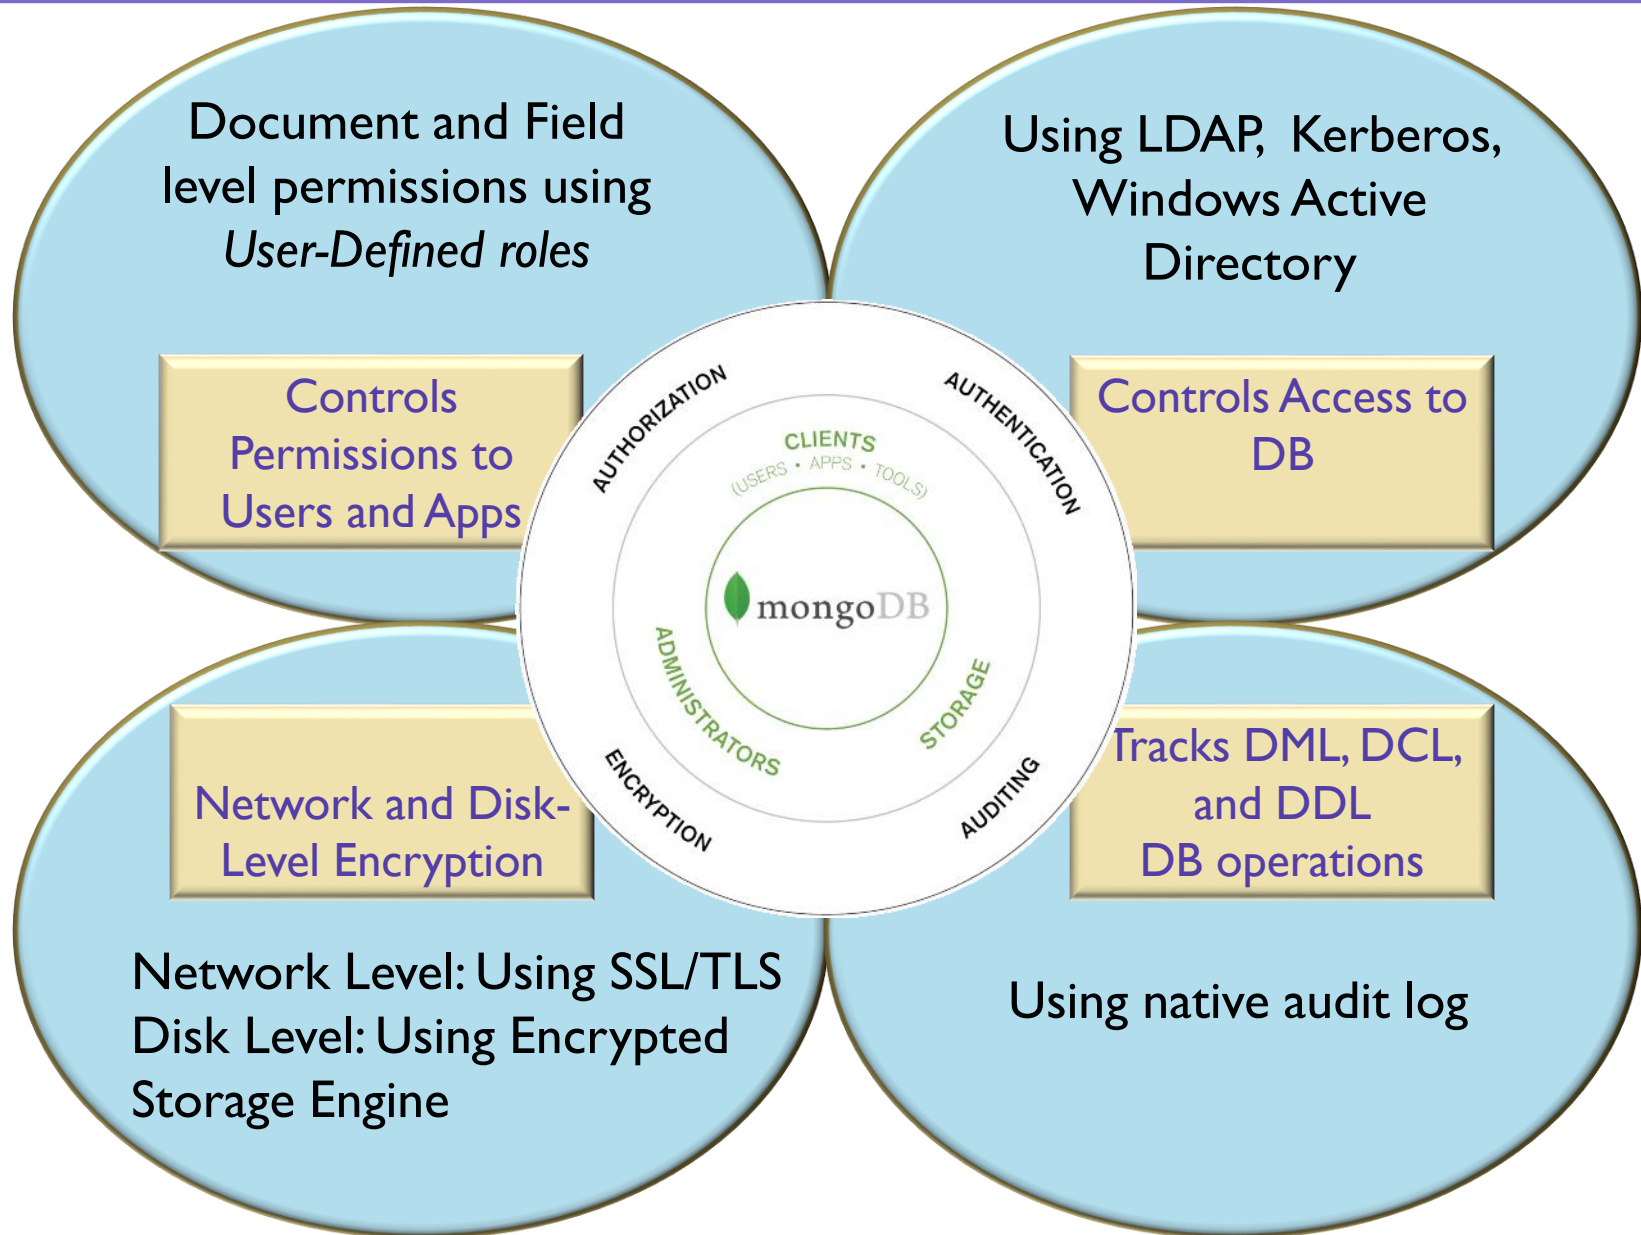 Document and Field
level permissions using
User-Defined roles
Controls
Permissions to
Users and Apps
Using LDAP, Kerberos,
Windows Active
Directory
Controls Access to
DB
AUTHORIZATION
AUTHENTICATION
CLIENTS
(USERS • APPS • TOOLS)
mongoDB
ADMINISTRATORS
STORAGE
ENCRYPTION
AUDITING
Network and Disk-
Level Encryption
Network Level: Using SSL/TLS
Disk Level: Using Encrypted
Storage Engine
Tracks DML, DCL,
and DDL
DB operations
Using native audit log